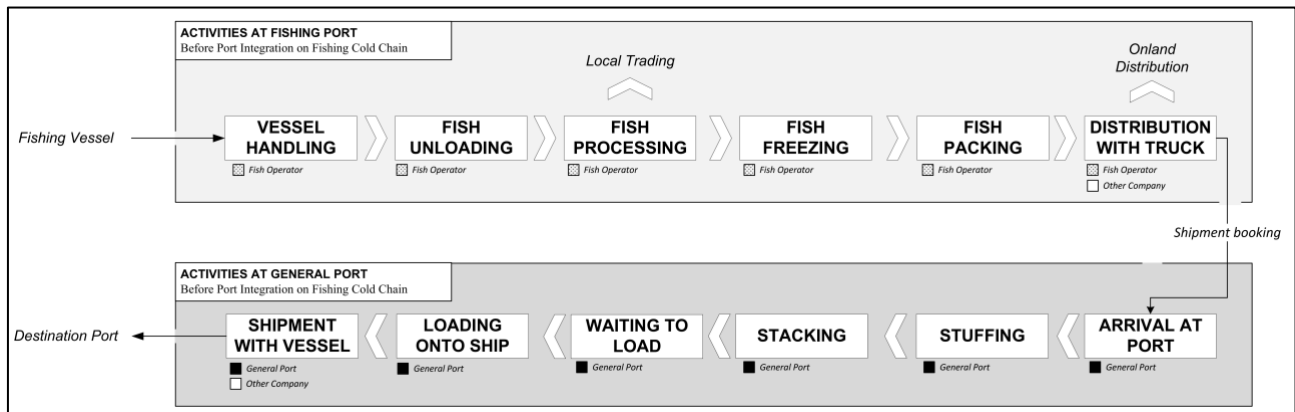 ACTIVITIES AT FISHING PORT
Before Port Integration on Fishing Cold Chain
Local Trading
Onland
Distribution
Fishing Vessel
VESSEL
HANDLING
Fish Operator
FISH
UNLOADING
Fish Operator
FISH
PROCESSING
Fish Operator
FISH
FREEZING
Fish Operator
FISH
PACKING
Fish Operator
DISTRIBUTION
WITH TRUCK
Fish Operator
Other Company
Shipment booking
ACTIVITIES AT GENERAL PORT
Before Port Integration on Fishing Cold Chain
Destination Port
SHIPMENT
WITH VESSEL
General Port
Other Company
LOADING
ONTO SHIP
General Port
WAITING TO
LOAD
General Port
STACKING
General Port
STUFFING
General Port
ARRIVAL AT
PORT
General Port